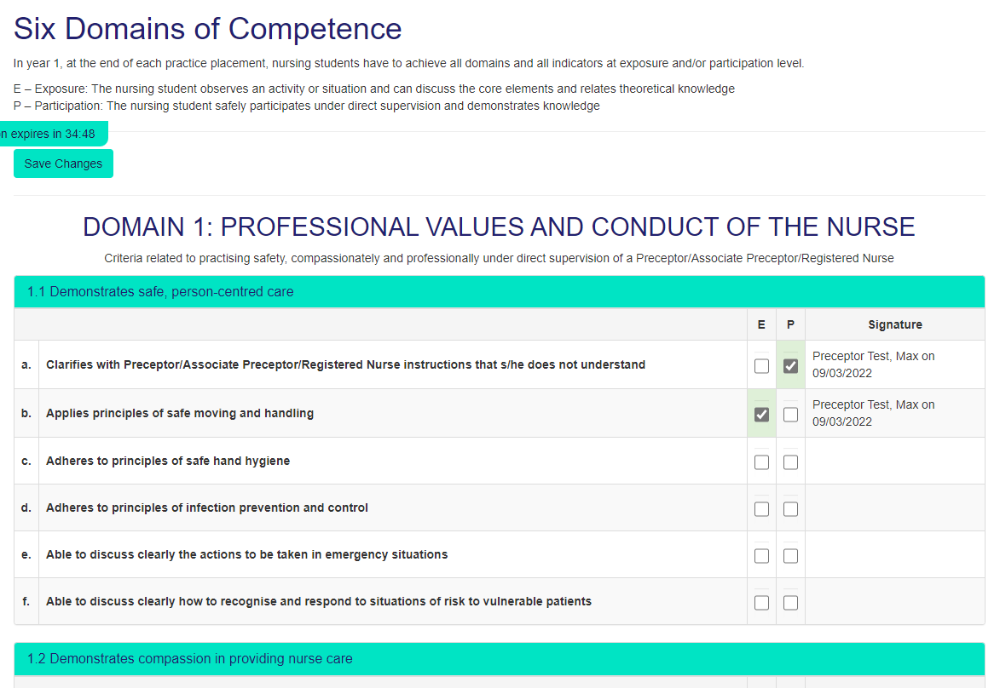 Six Domains of Competence
In year 1, at the end of each practice placement, nursing students have to achieve all domains and all indicators at exposure and/or participation level.
E – Exposure: The nursing student observes an activity or situation and can discuss the core elements and relates theoretical knowledge
P – Participation: The nursing student safely participates under direct supervision and demonstrates knowledge
n expires in 34:48
Save Changes
DOMAIN 1: PROFESSIONAL VALUES AND CONDUCT OF THE NURSE
Criteria related to practising safety, compassionately and professionally under direct supervision of a Preceptor/Associate Preceptor/Registered Nurse
1.1 Demonstrates safe, person-centred care
E P Signature
a. Clarifies with Preceptor/Associate Preceptor/Registered Nurse instructions that s/he does not understand
Preceptor Test, Max on
09/03/2022
b. Applies principles of safe moving and handling
Preceptor Test, Max on
09/03/2022
c. Adheres to principles of safe hand hygiene
d. Adheres to principles of infection prevention and control
e. Able to discuss clearly the actions to be taken in emergency situations
f. Able to discuss clearly how to recognise and respond to situations of risk to vulnerable patients
1.2 Demonstrates compassion in providing nurse care